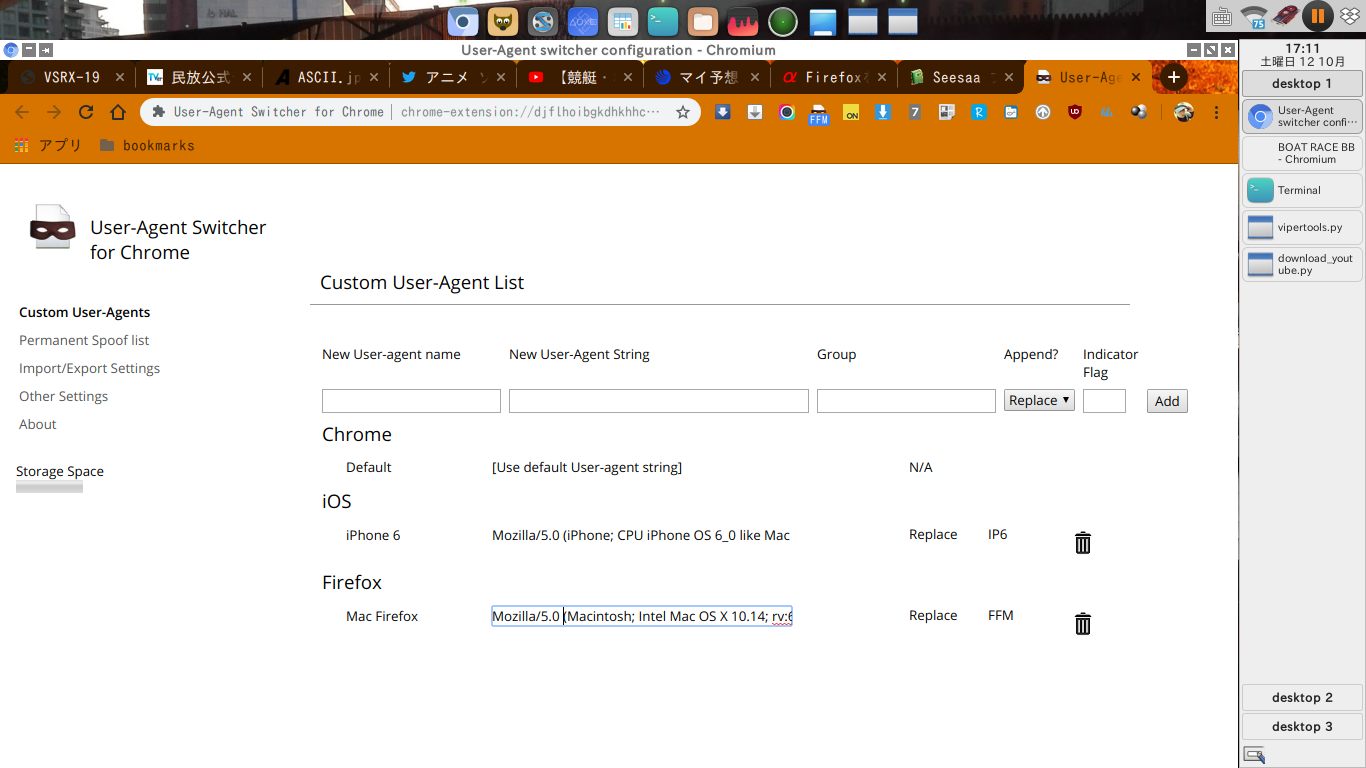 75
User-Agent switcher configuration - Chromium
17:11
土曜日 12 10月
VSRX-19
民放公式
ASCII.jp
アニメ
【競艇・
マイ予想
Firefox
Seesaa
User-Age
desktop 1
User-Agent Switcher for Chrome
chrome-extension://djflhoibgkdhkhhc…
FFM
ON
7
R
アプリ
bookmarks
User-Agent
switcher confi…
BOAT RACE BB
- Chromium
Terminal
vipertools.py
download_yout
ube.py
User-Agent Switcher
for Chrome
Custom User-Agent List
Custom User-Agents
Permanent Spoof list
Import/Export Settings
Other Settings
About
Storage Space
New User-agent name
New User-Agent String
Group
Append?
Indicator
Flag
Replace
Add
Chrome
Default
[Use default User-agent string]
N/A
iOS
iPhone 6
Mozilla/5.0 (iPhone; CPU iPhone OS 6_0 like Mac
Replace
IP6
Firefox
Mac Firefox
Mozilla/5.0 (Macintosh; Intel Mac OS X 10.14; rv:6
Replace
FFM
desktop 2
desktop 3